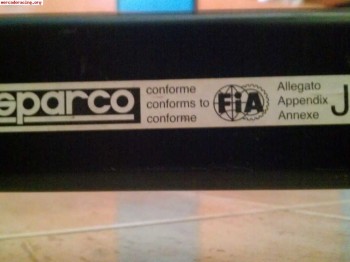 mercadoracing.org
sparco
conforme
conforms to
conforme
FiA
Allegato
Appendix
Annexe
J